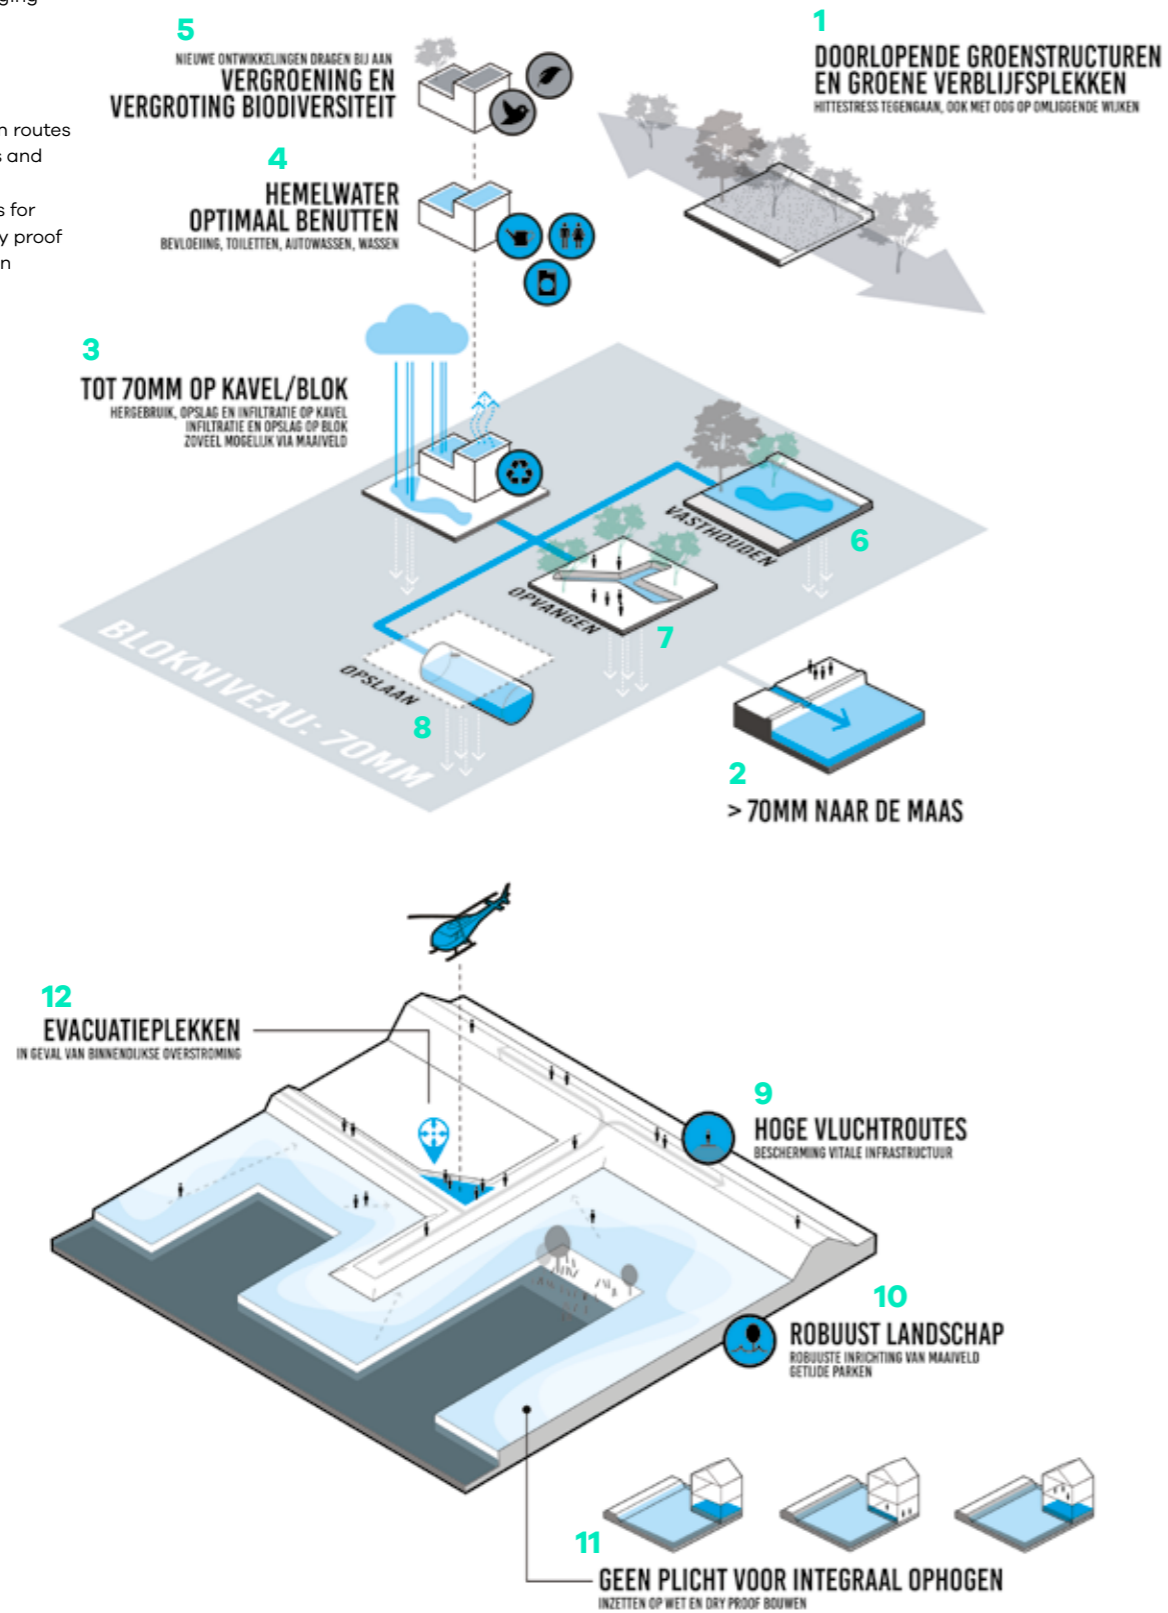 ging
n routes
s and
s for
y proof
n
5
NIEUWE ONTWIKKELINGEN DRAGEN BIJ AAN
VERGROENING EN
VERGROTING BIODIVERSITEIT
1
DOORLOPENDE GROENSTRUCTUREN
EN GROENE VERBLIJFSPLEKKEN
HITTESTRESS TEGENGAAN, OOK MET OOG OP OMLIGGENDE WIJKEN
4
HEMELWATER
OPTIMAAL BENUTTEN
BEVLOEIING, TOILETTEN, AUTOWASSEN, WASSEN
3
TOT 70MM OP KAVEL/BLOK
HERGEBRUIK, OPSLAG EN INFILTRATIE OP KAVEL
INFILTRATIE EN OPSLAG OP BLOK
ZOVEEL MOGELIJK VIA MAAIVELD
VASTHOUDEN
6
OPVANGEN
7
OPSLAAN
8
BLOKNIVEAU: 70MM
2
> 70MM NAAR DE MAAS
12
EVACUATIEPLEKKEN
IN GEVAL VAN BINNENDIJKSE OVERSTROMING
9
HOGE VLUCHTROUTES
BESCHERMING VITALE INFRASTRUCTUUR
10
ROBUUST LANDSCHAP
ROBUUSTE INRICHTING VAN MAAIVELD
GETIJDE PARKEN
11
GEEN PLICHT VOOR INTEGRAAL OPHOGEN
INZETTEN OP WET EN DRY PROOF BOUWEN